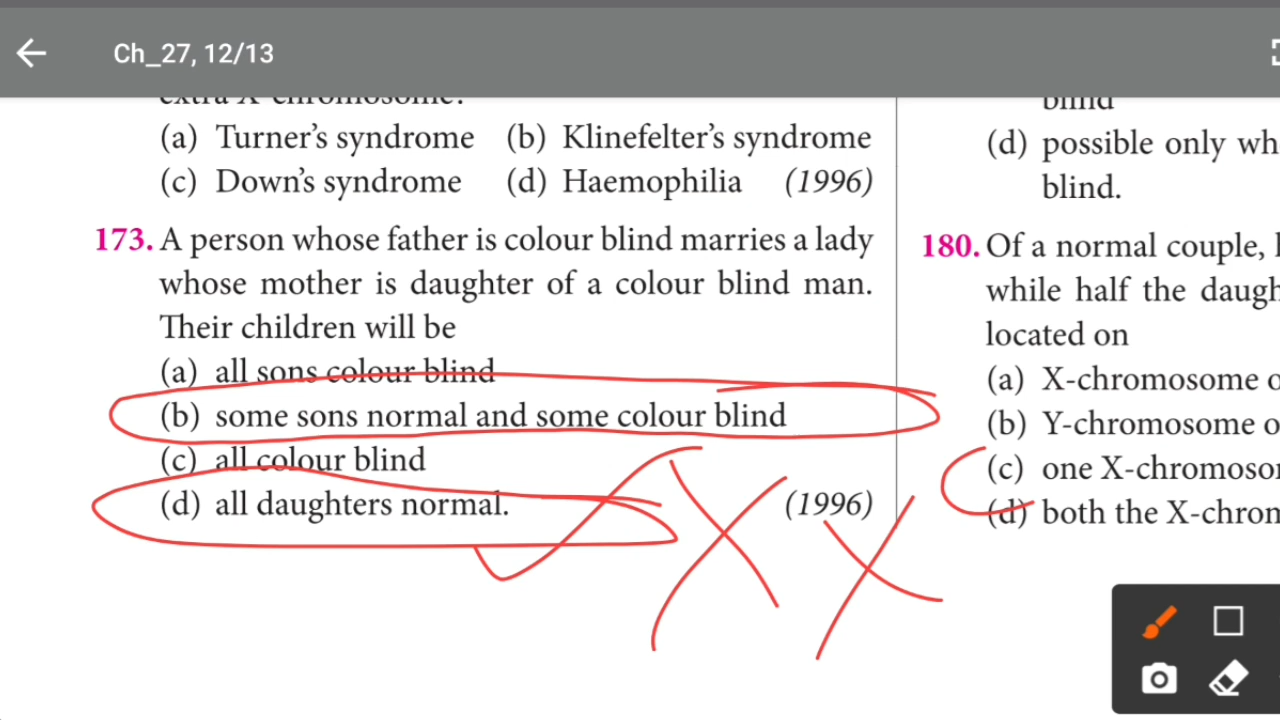 Ch_27, 12/13
extra X-chromosome?
(a) Turner's syndrome (b) Klinefelter's syndrome
(c) Down's syndrome (d) Haemophilia (1996)
173. A person whose father is colour blind marries a lady
whose mother is daughter of a colour blind man.
Their children will be
(a) all sons colour blind
(b) some sons normal and some colour blind
(c) all colour blind
(d) all daughters normal. (1996)
blind
(d) possible only wh
blind.
180. Of a normal couple,
while half the daugh
located on
(a) X-chromosome o
(b) Y-chromosome o
(c) one X-chromoso
(d) both the X-chron